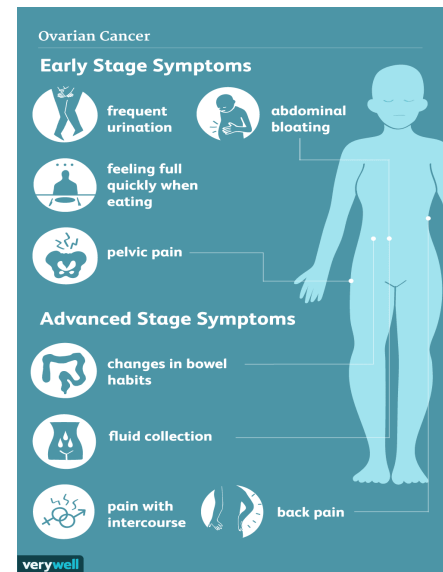 Ovarian Cancer
Early Stage Symptoms
frequent
urination
abdominal
bloating
feeling full
quickly when
eating
pelvic pain
Advanced Stage Symptoms
changes in bowel
habits
fluid collection
pain with
intercourse
back pain
verywell